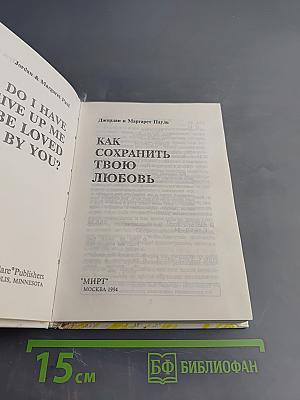 Jordan & Margaret Paul
DO I HAVE
GIVE UP ME
BE LOVED
BY YOU?
Publishers
MINNESOTA
Джордан и Маргарет Пауль
КАК
СОХРАНИТЬ
ТВОЮ
ЛЮБОВЬ
"МИРТ"
МОСКВА 1994
15 см
БФ БИБЛИОФАН